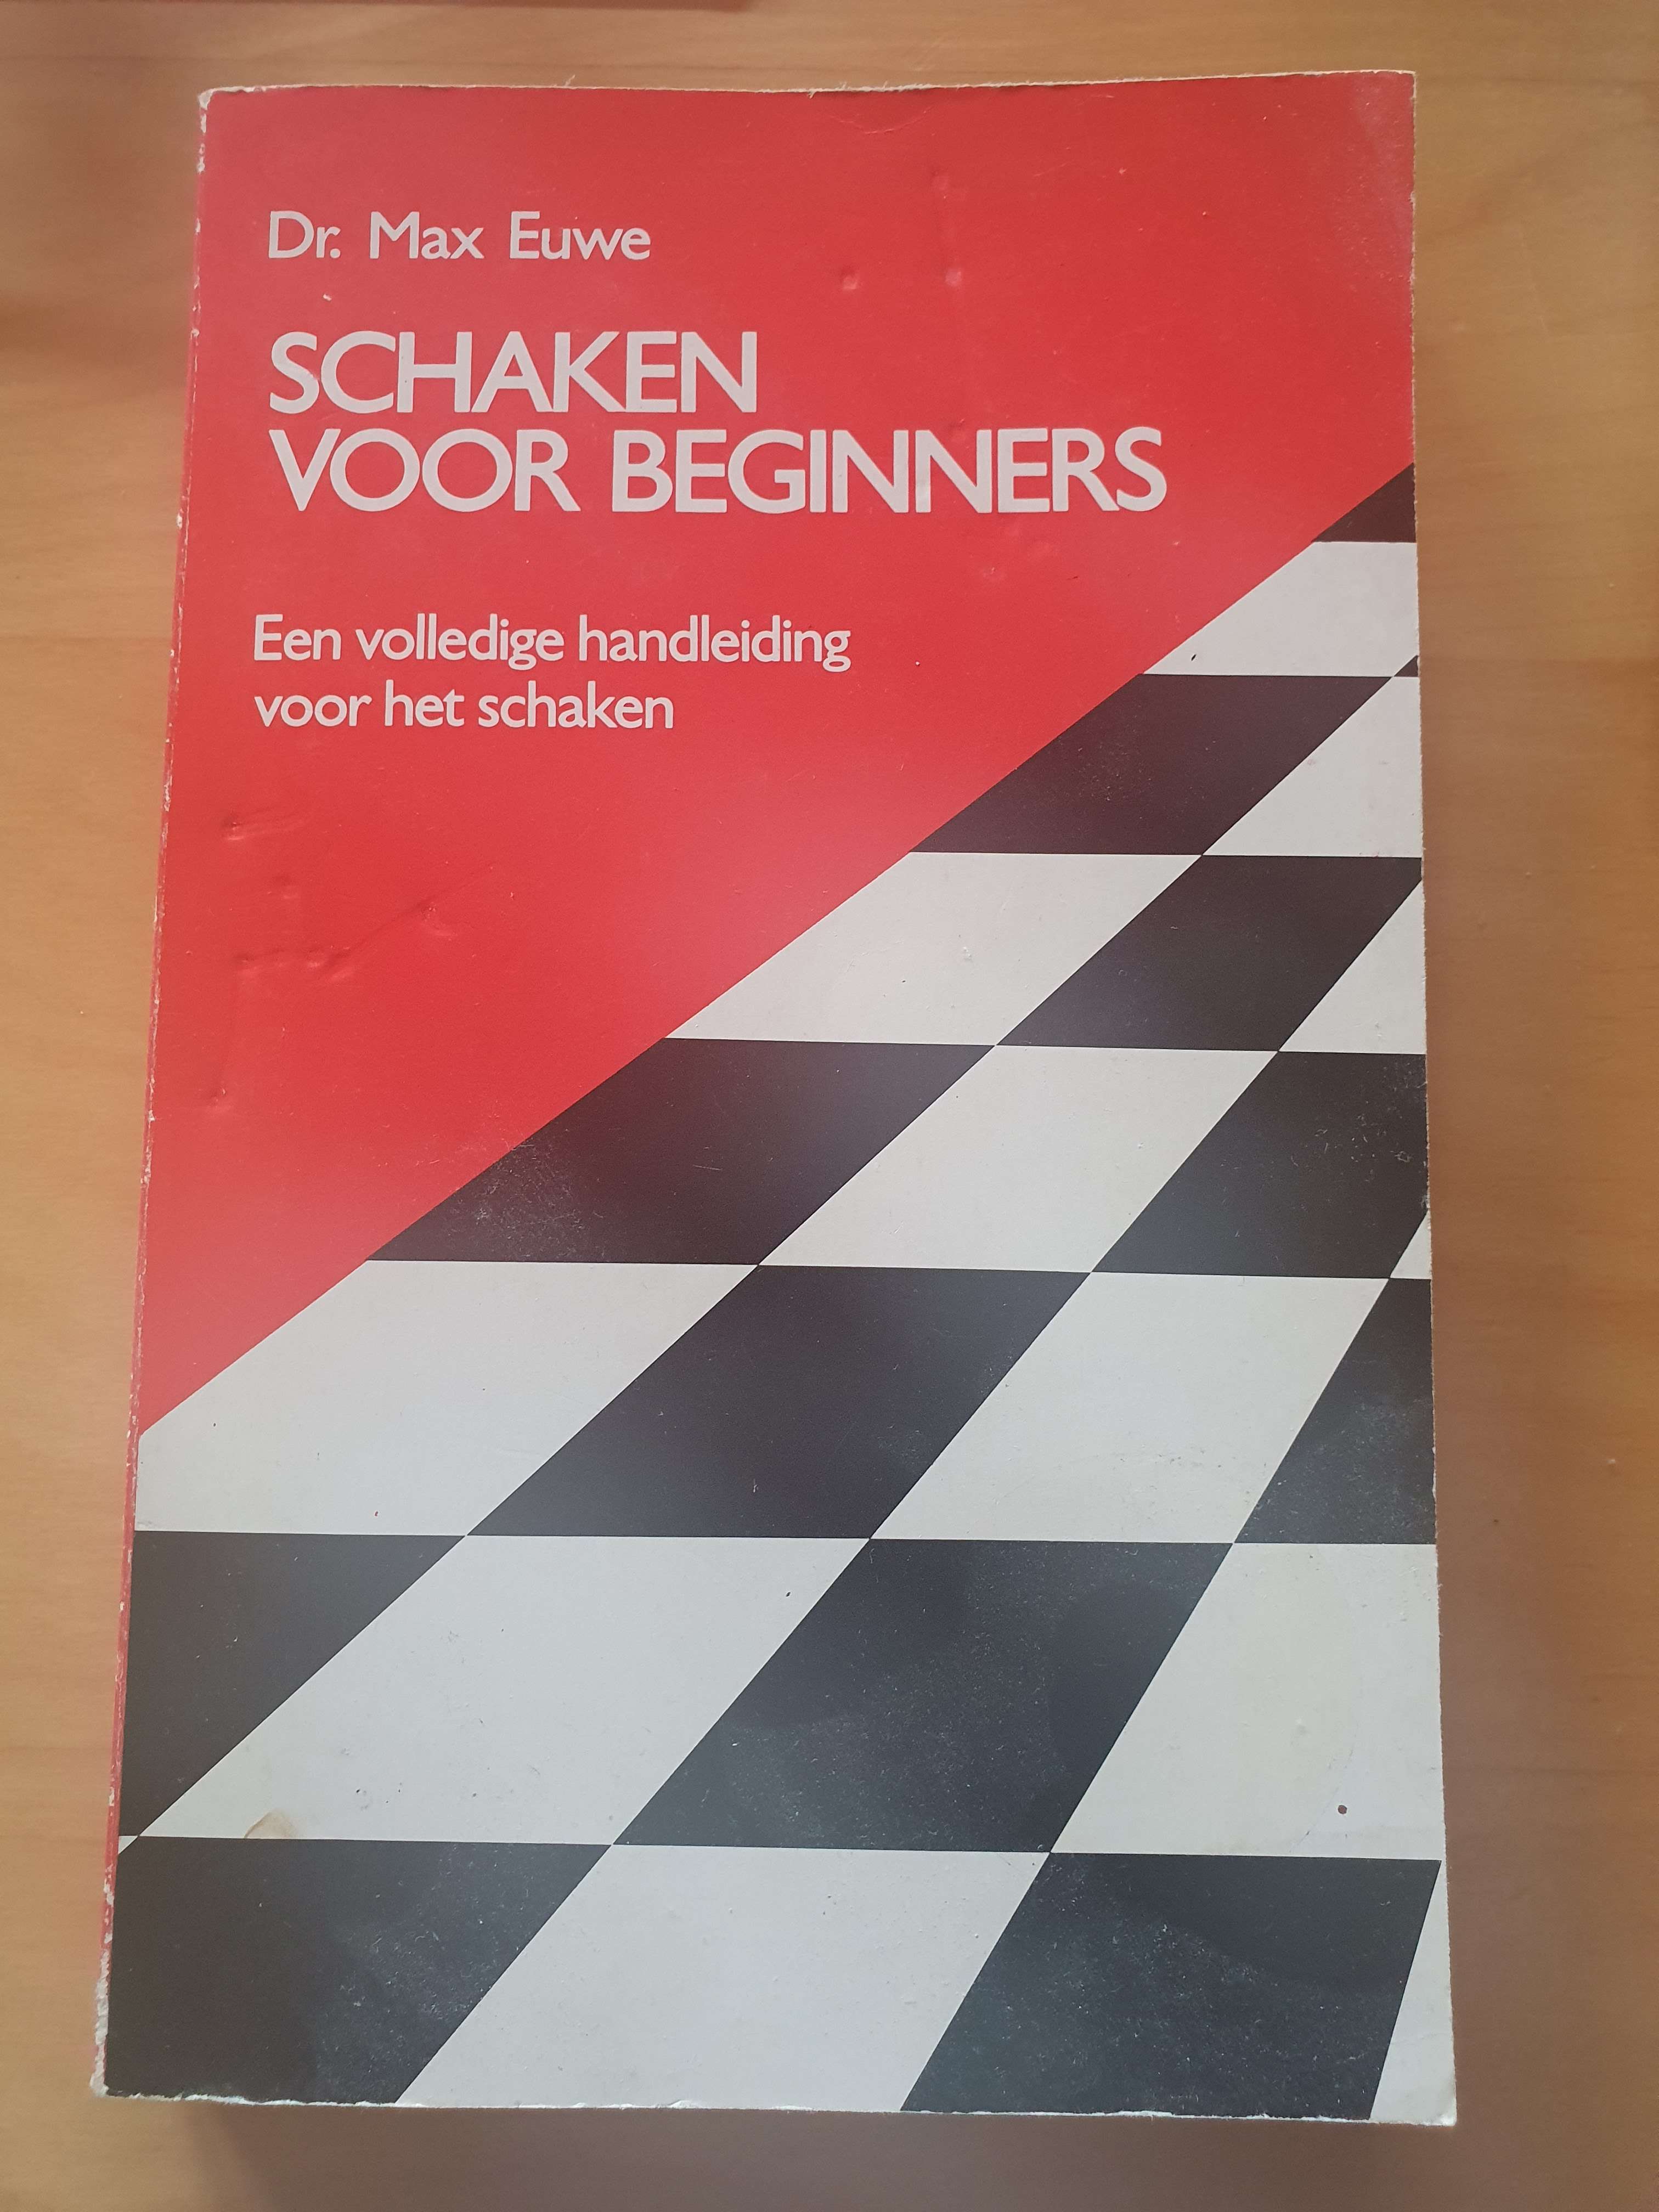 Dr. Max Euwe
SCHAKEN
VOOR BEGINNERS
Een volledige handleiding
voor het schaken